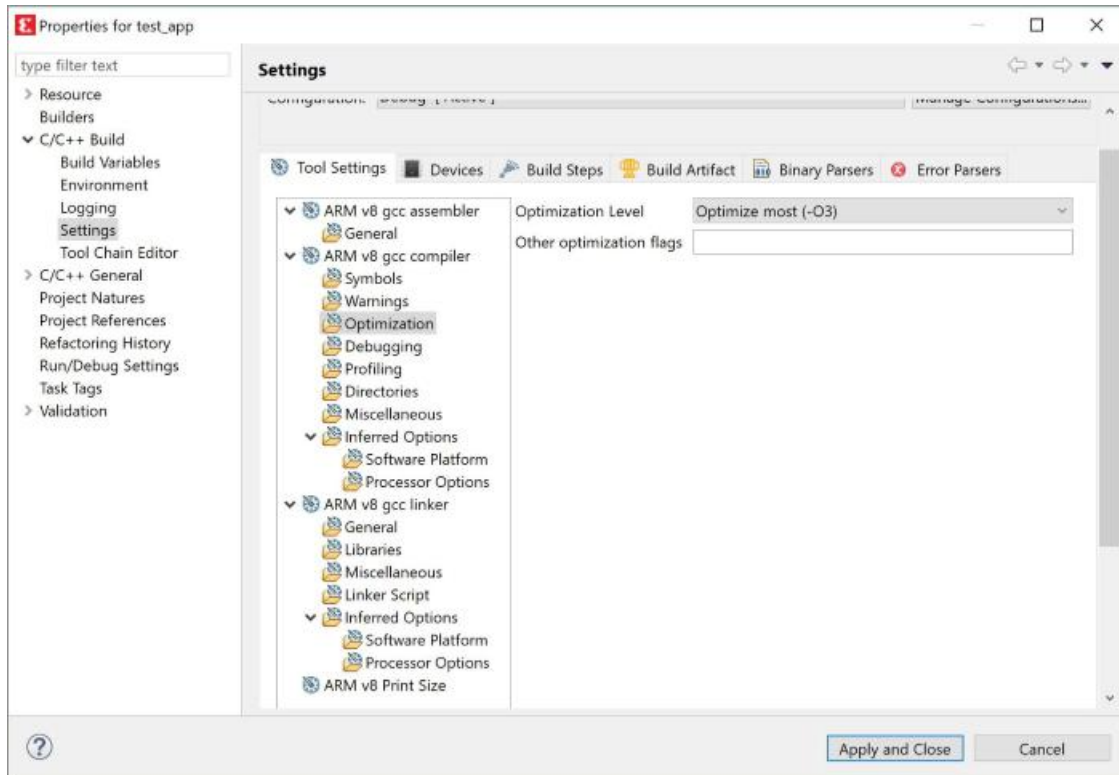 Properties for test_app
type filter text
Resource
Builders
C/C++ Build
Build Variables
Environment
Logging
Settings
Tool Chain Editor
C/C++ General
Project Natures
Project References
Refactoring History
Run/Debug Settings
Task Tags
Validation
Settings
Configuration: Debug [ Active ] Manage Configurations...
Tool Settings Devices Build Steps Build Artifact Binary Parsers Error Parsers
ARM v8 gcc assembler
General
ARM v8 gcc compiler
Symbols
Warnings
Optimization
Debugging
Profiling
Directories
Miscellaneous
Inferred Options
Software Platform
Processor Options
ARM v8 gcc linker
General
Libraries
Miscellaneous
Linker Script
Inferred Options
Software Platform
Processor Options
ARM v8 Print Size
Optimization Level Optimize most (-O3)
Other optimization flags
Apply and Close Cancel